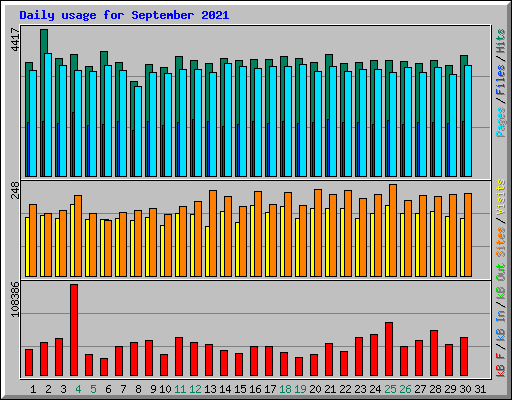 Daily usage for September 2021
4417
Pages / Files / Hits
248
Sites / Visits
108386
kB F / kB In / kB Out
1 2 3 4 5 6 7 8 9 10 11 12 13 14 15 16 17 18 19 20 21 22 23 24 25 26 27 28 29 30 31